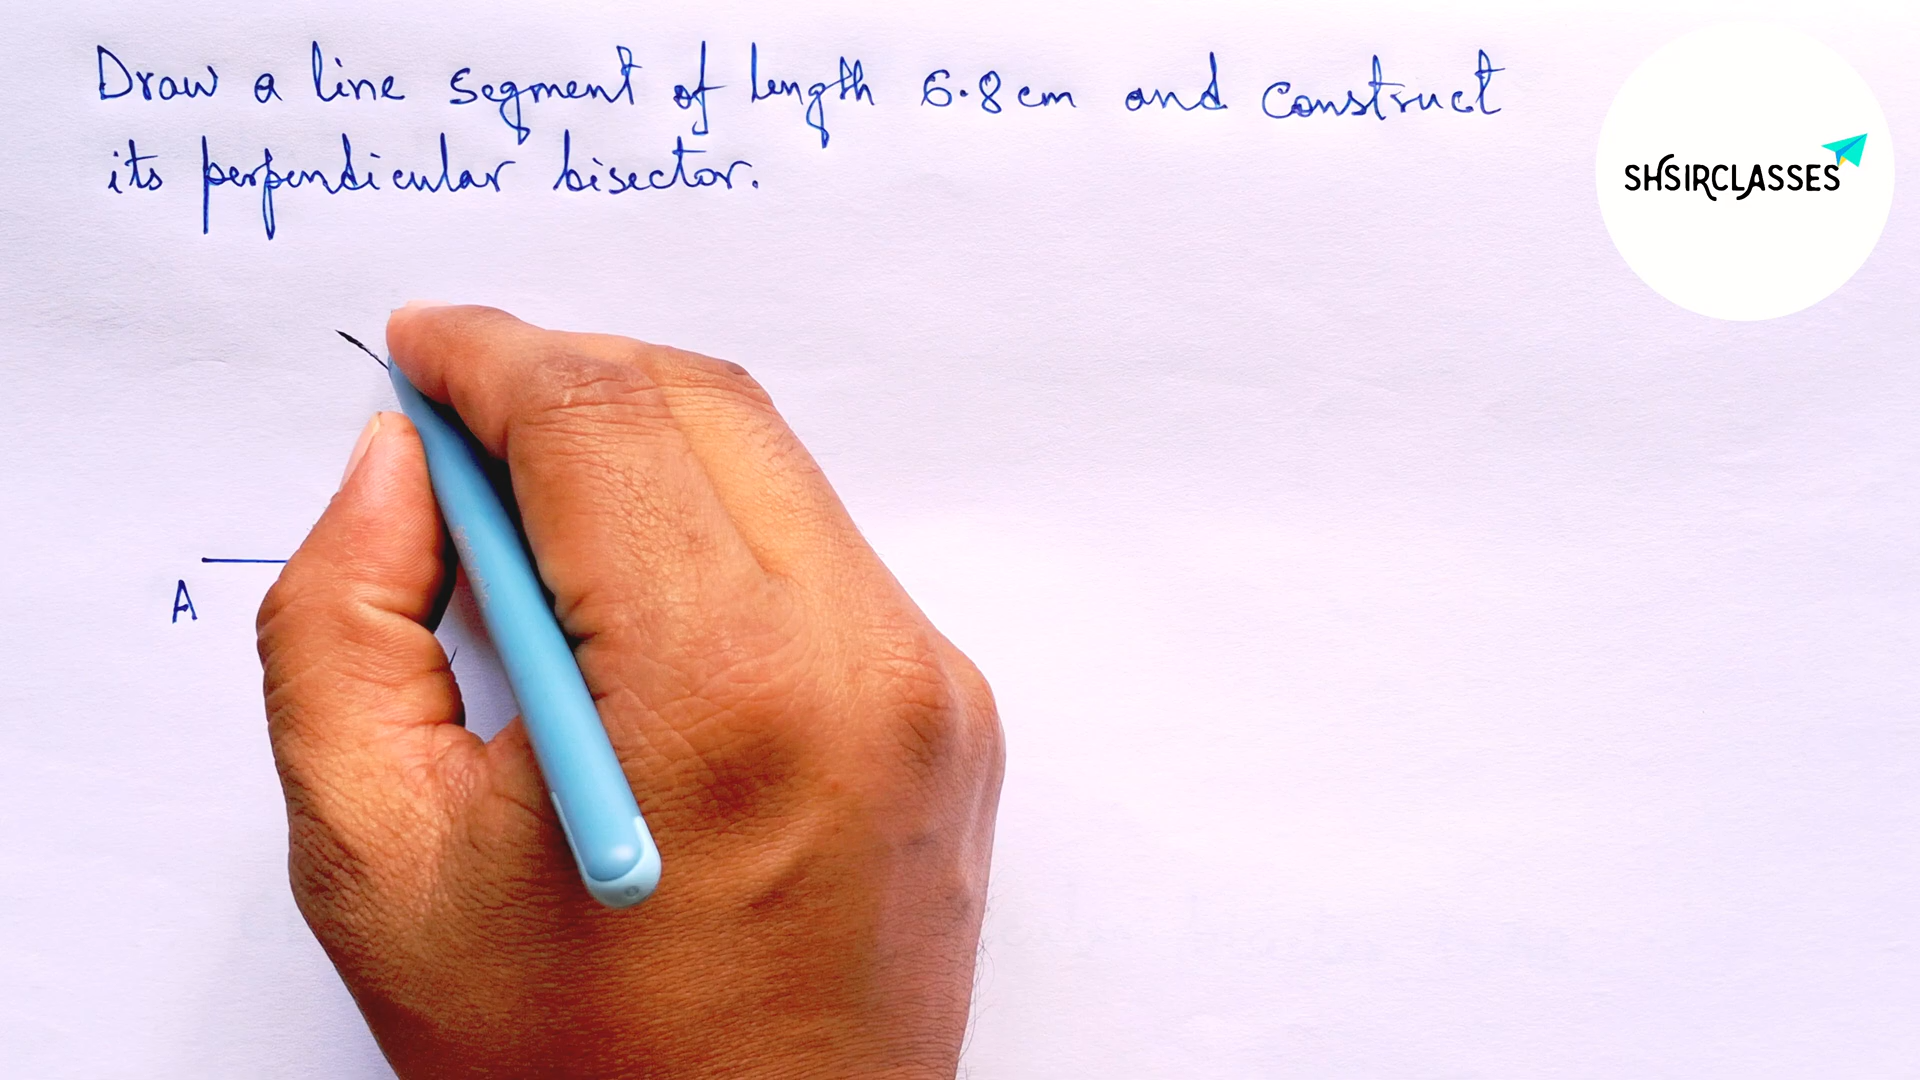 Draw a line segment of length 6.8 cm and construct
its perpendicular bisector.
SHSIRCLASSES
A